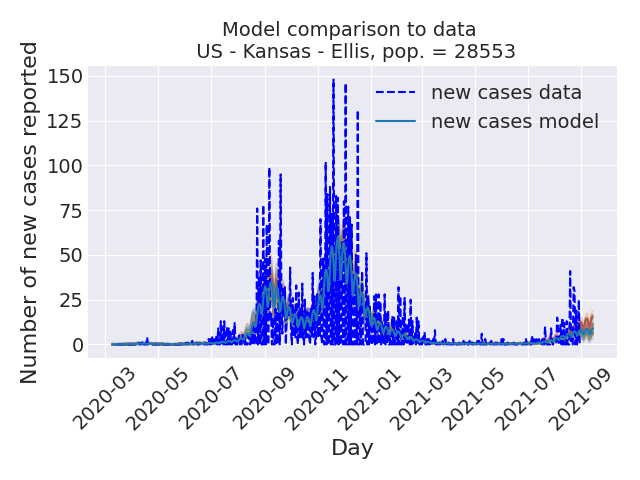 Model comparison to data
US - Kansas - Ellis, pop. = 28553
Number of new cases reported
150
125
100
75
50
25
0
new cases data
new cases model
2020-03
2020-05
2020-07
2020-09
2020-11
2021-01
2021-03
2021-05
2021-07
2021-09
Day